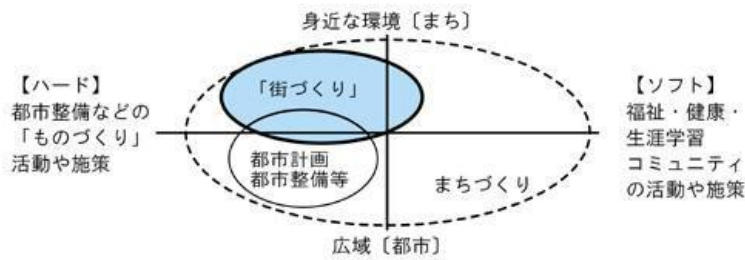 身近な環境〔まち〕
【ハード】
都市整備などの
「ものづくり」
活動や施策
「街づくり」
都市計画
都市整備等
まちづくり
【ソフト】
福祉・健康・
生涯学習
コミュニティ
の活動や施策
広域〔都市〕